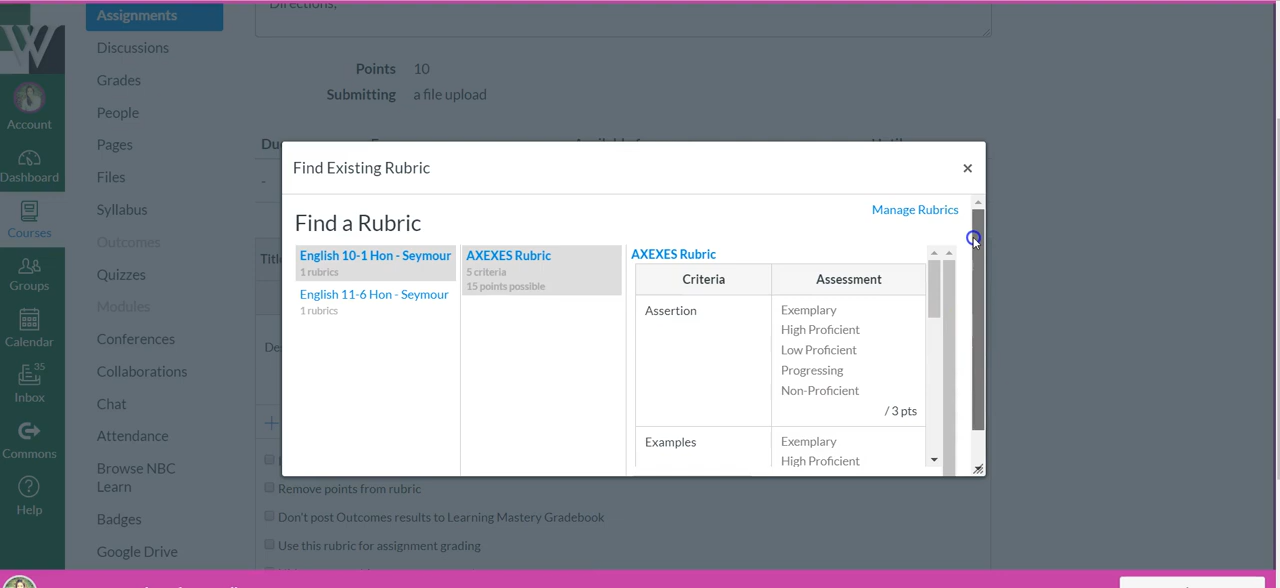 Directions,
Assignments
Discussions
Grades
People
Pages
Files
Syllabus
Outcomes
Quizzes
Modules
Conferences
Collaborations
Chat
Attendance
Browse NBC
Learn
Badges
Google Drive
W
Account
Dashboard
Courses
Groups
Calendar
35
Inbox
Commons
Help
Points 10
Submitting a file upload
Du
-
Titl
De
+
Find Existing Rubric ×
Manage Rubrics
Find a Rubric
English 10-1 Hon - Seymour
1 rubrics
English 11-6 Hon - Seymour
1 rubrics
AXEXES Rubric
5 criteria
15 points possible
AXEXES Rubric
Criteria Assessment
Assertion
Exemplary
High Proficient
Low Proficient
Progressing
Non-Proficient
/ 3 pts
Examples
Exemplary
High Proficient
Remove points from rubric
Don't post Outcomes results to Learning Mastery Gradebook
Use this rubric for assignment grading